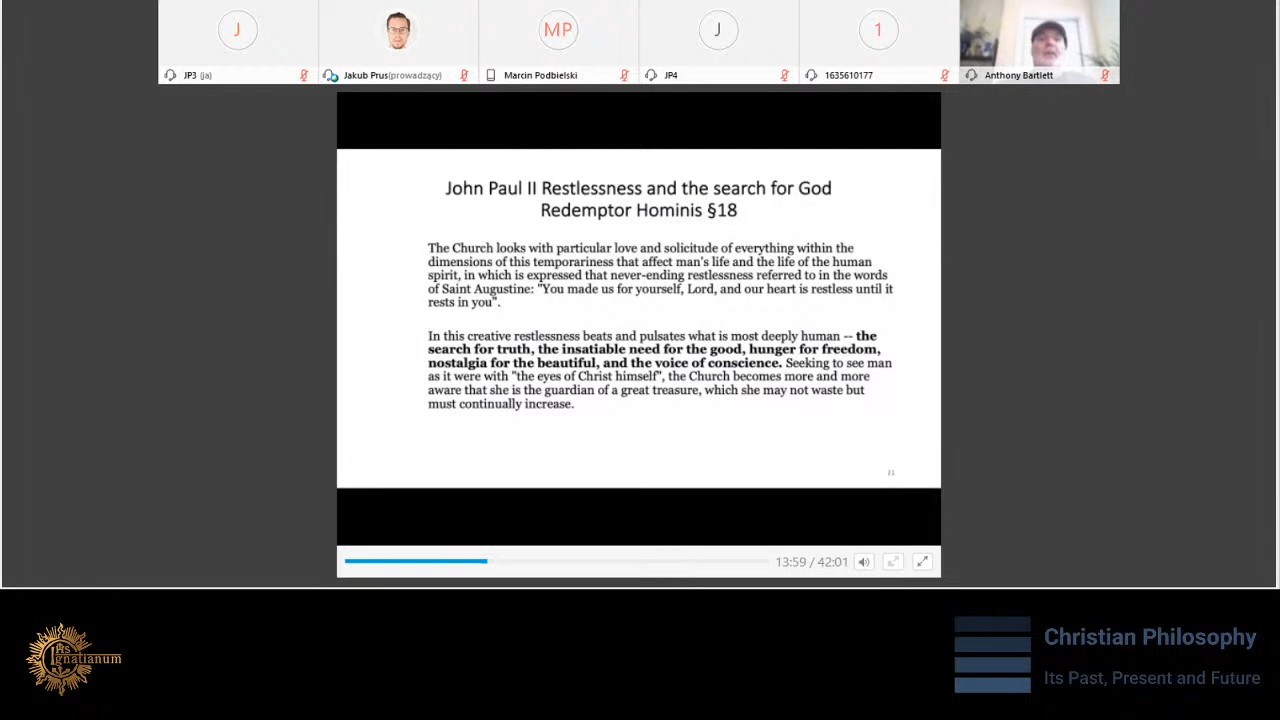 J
MP
J
1
JP3 (ja)
Jakub Prus(prowadzący)
Marcin Podbielski
JP4
1635610177
Anthony Bartlett
John Paul II Restlessness and the search for God
Redemptor Hominis §18
The Church looks with particular love and solicitude of everything within the
dimensions of this temporariness that affect man's life and the life of the human
spirit, in which is expressed that never-ending restlessness referred to in the words
of Saint Augustine: "You made us for yourself, Lord, and our heart is restless until it
rests in you".
In this creative restlessness beats and pulsates what is most deeply human -- the
search for truth, the insatiable need for the good, hunger for freedom,
nostalgia for the beautiful, and the voice of conscience. Seeking to see man
as it were with "the eyes of Christ himself", the Church becomes more and more
aware that she is the guardian of a great treasure, which she may not waste but
must continually increase.
13:59 / 42:01
Ignatianum
Christian Philosophy
Its Past, Present and Future